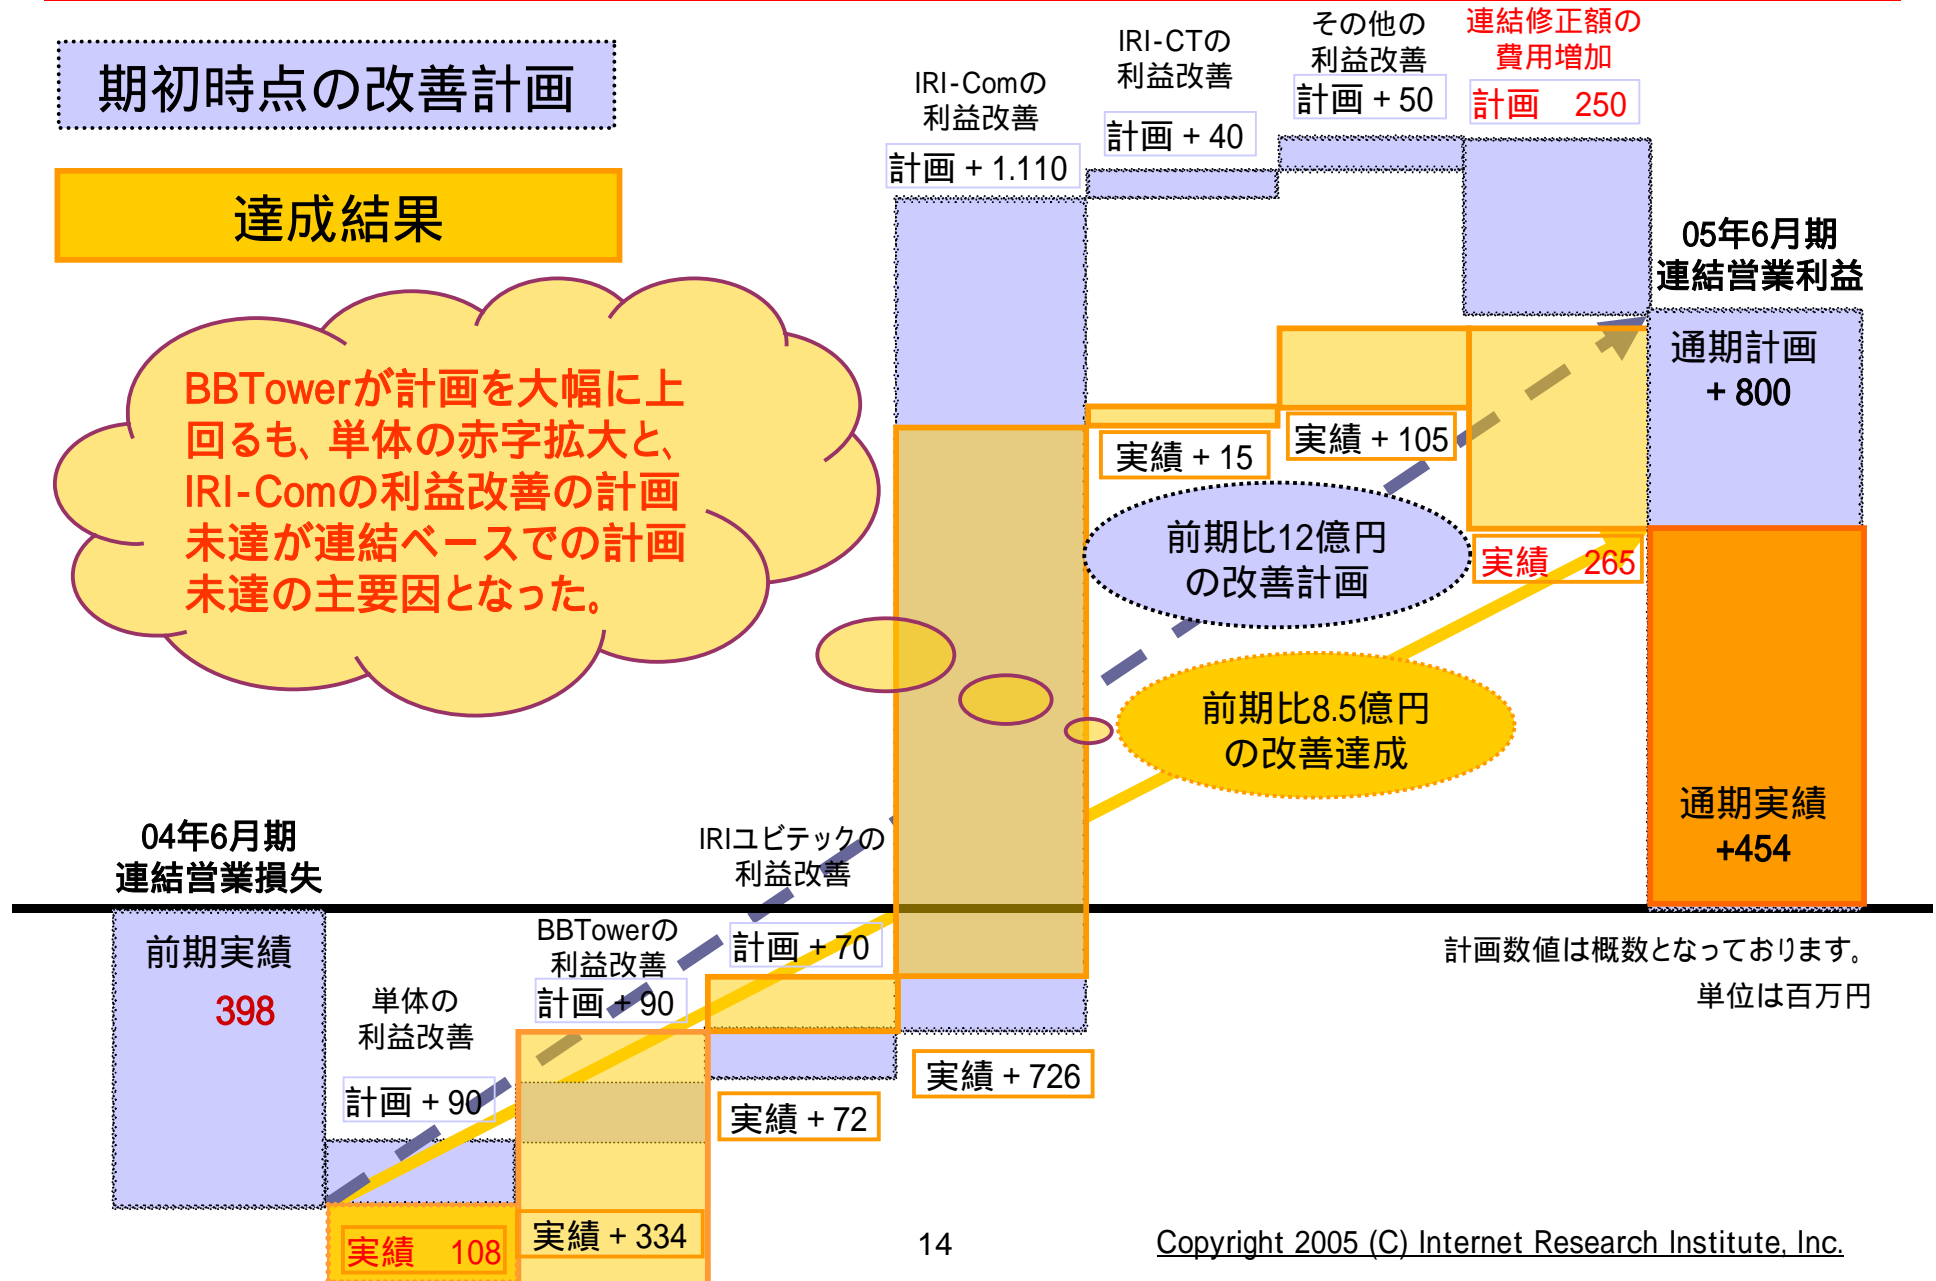 期初時点の改善計画
達成結果
BBTowerが計画を大幅に上
回るも、単体の赤字拡大と、
IRI-Comの利益改善の計画
未達が連結ベースでの計画
未達の主要因となった。
04年6月期
連結営業損失
前期実績
398
単体の
利益改善
計画 + 90
実績 108
BBTowerの
利益改善
計画 + 90
実績 + 334
IRIユビテックの
利益改善
計画 + 70
実績 + 72
IRI-Comの
利益改善
計画 + 1.110
実績 + 726
IRI-CTの
利益改善
計画 + 40
実績 + 15
その他の
利益改善
計画 + 50
実績 + 105
連結修正額の
費用増加
計画 250
実績 265
前期比12億円
の改善計画
前期比8.5億円
の改善達成
05年6月期
連結営業利益
通期計画
+ 800
通期実績
+454
計画数値は概数となっております。
単位は百万円
14
Copyright 2005 (C) Internet Research Institute, Inc.